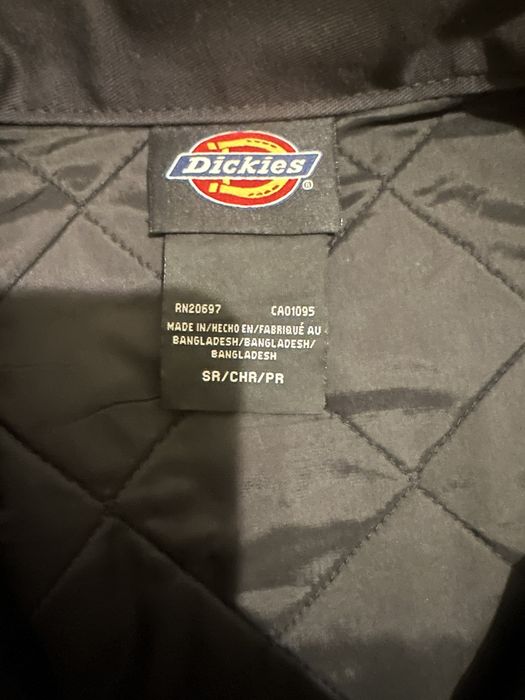 Dickies
®
RN20697 CA01095
MADE IN/HECHO EN/FABRIQUÉ AU
BANGLADESH/BANGLADESH/
BANGLADESH
SR/CHR/PR